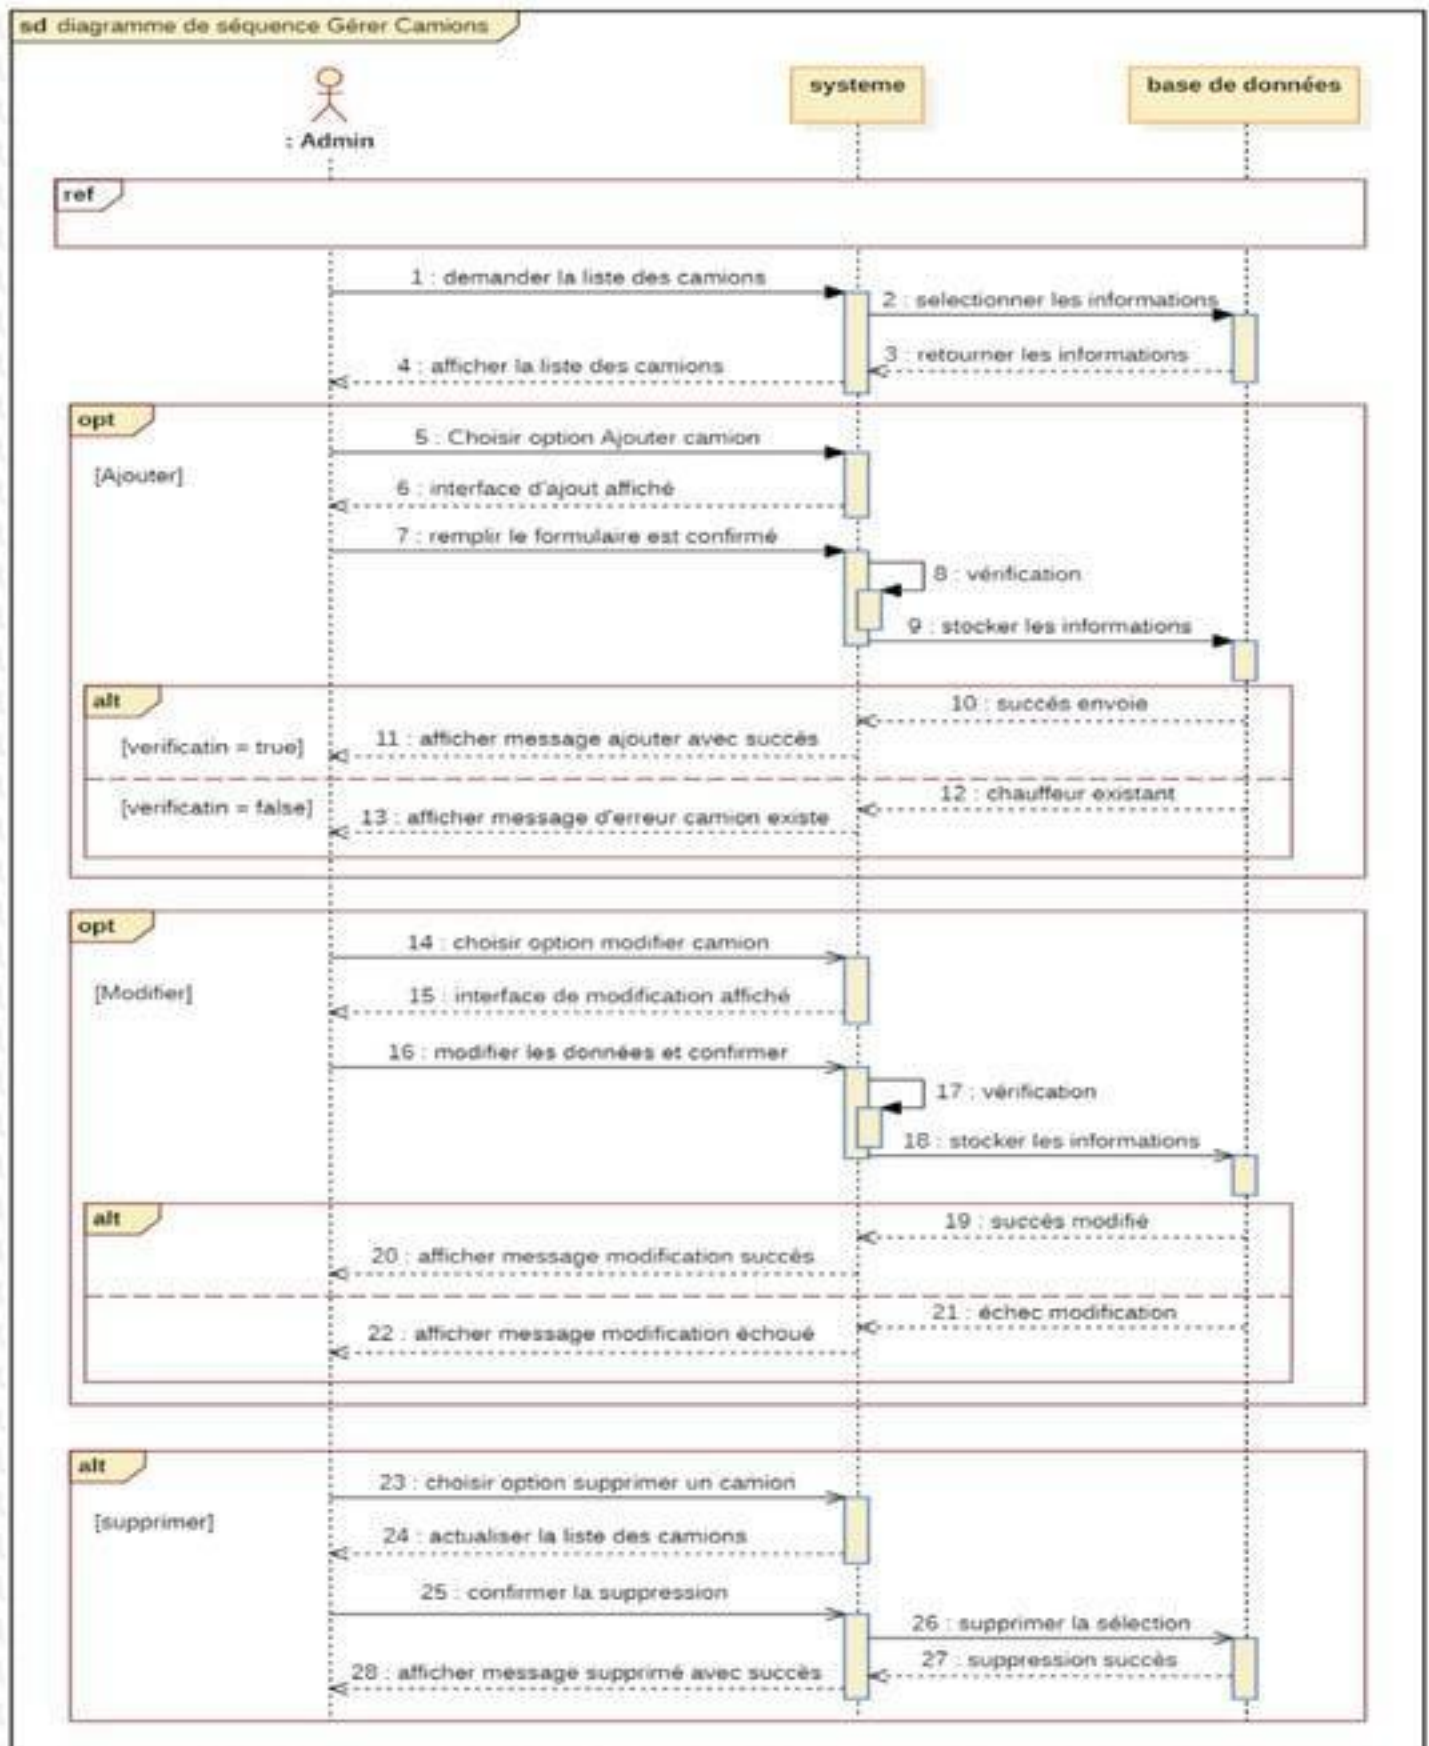 sd diagramme de séquence Gérer Camions
systeme
base de données
: Admin
ref
1 : demander la liste des camions
2 : selectionner les informations
3 : retourner les informations
4 : afficher la liste des camions
opt
5 : Choisir option Ajouter camion
[Ajouter]
6 : interface d'ajout affiché
7 : remplir le formulaire est confirmé
8 : vérification
9 : stocker les informations
alt
10 : succés envoie
11 : afficher message ajouter avec succès
[verificatin = true]
12 : chauffeur existant
[verificatin = false]
13 : afficher message d'erreur camion existe
opt
14 : choisir option modifier camion
[Modifier]
15 : interface de modification affiché
16 : modifier les données et confirmer
17 : vérification
18 : stocker les informations
alt
19 : succés modifié
20 : afficher message modification succès
21 : échec modification
22 : afficher message modification échoué
alt
23 : choisir option supprimer un camion
[supprimer]
24 : actualiser la liste des camions
25 : confirmer la suppression
26 : supprimer la sélection
27 : suppression succès
28 : afficher message supprimé avec succès